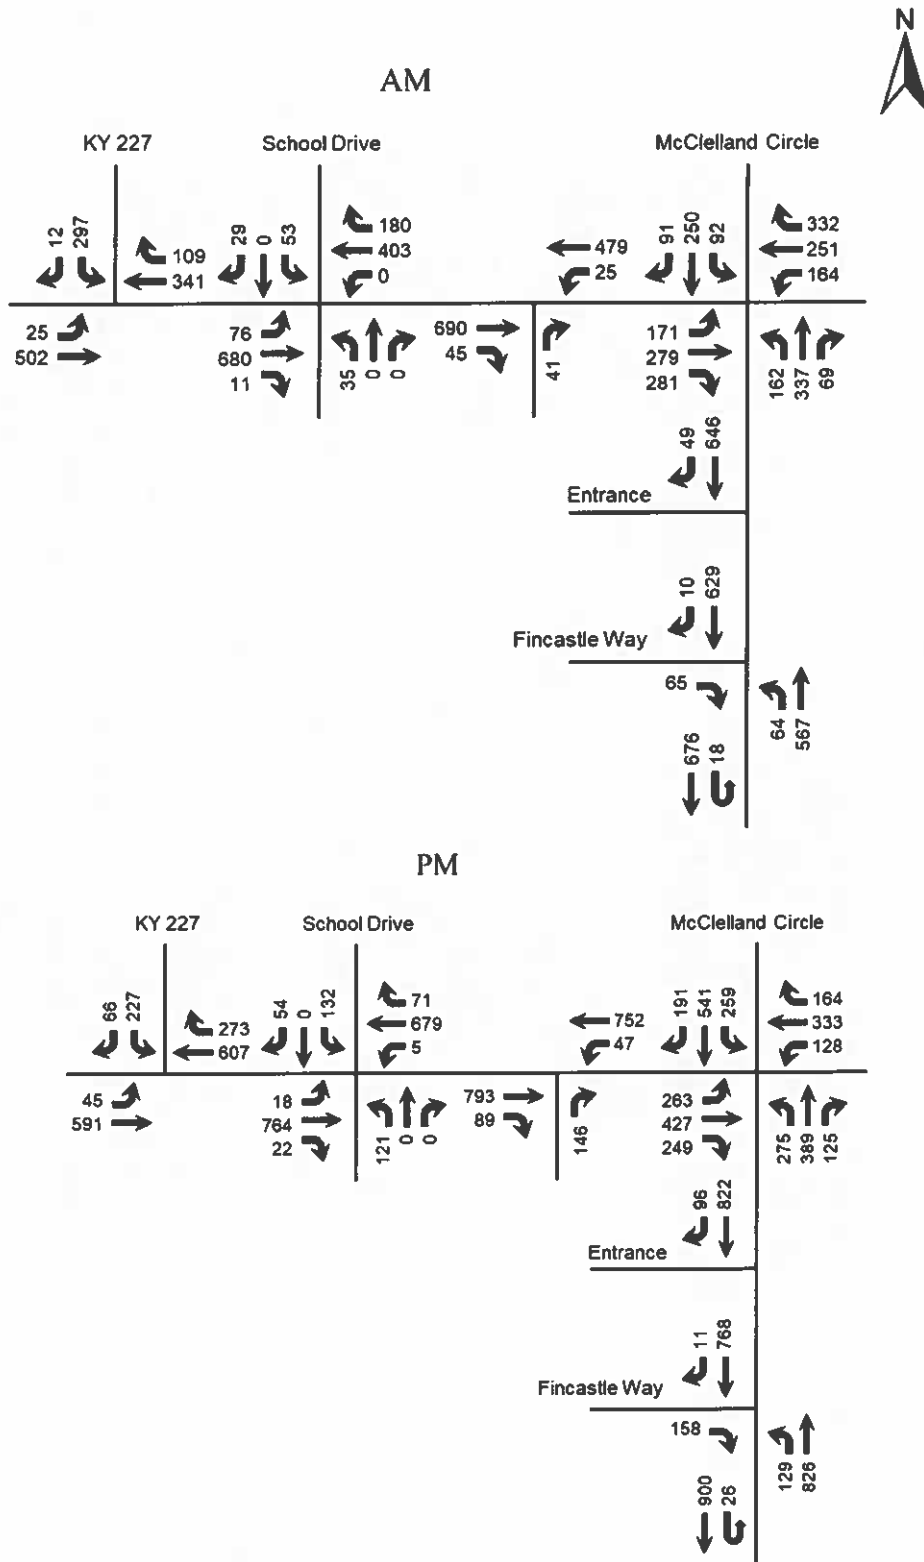 N
AM
KY 227 School Drive McClelland Circle
12 297 109 341
29 0 53 180 403 0
479 25
91 250 92 332 251 164
25 502
76 680 11 35 0 0
690 45 41
171 279 281 162 337 69
49 646
Entrance
10 629
Fincastle Way
65 64 567
676 18
PM
KY 227 School Drive McClelland Circle
66 227 273 607
54 0 132 71 679 5
752 47
191 541 259 164 333 128
45 591
18 764 22 121 0 0
793 89 146
263 427 249 275 389 125
96 822
Entrance
11 768
Fincastle Way
158 129 826
900 26